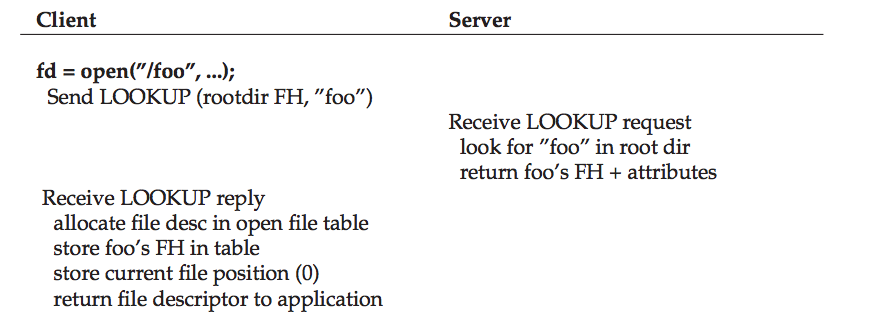 Client Server
fd = open(”/foo”, ...);
Send LOOKUP (rootdir FH, ”foo”)
Receive LOOKUP request
look for ”foo” in root dir
return foo’s FH + attributes
Receive LOOKUP reply
allocate file desc in open file table
store foo’s FH in table
store current file position (0)
return file descriptor to application